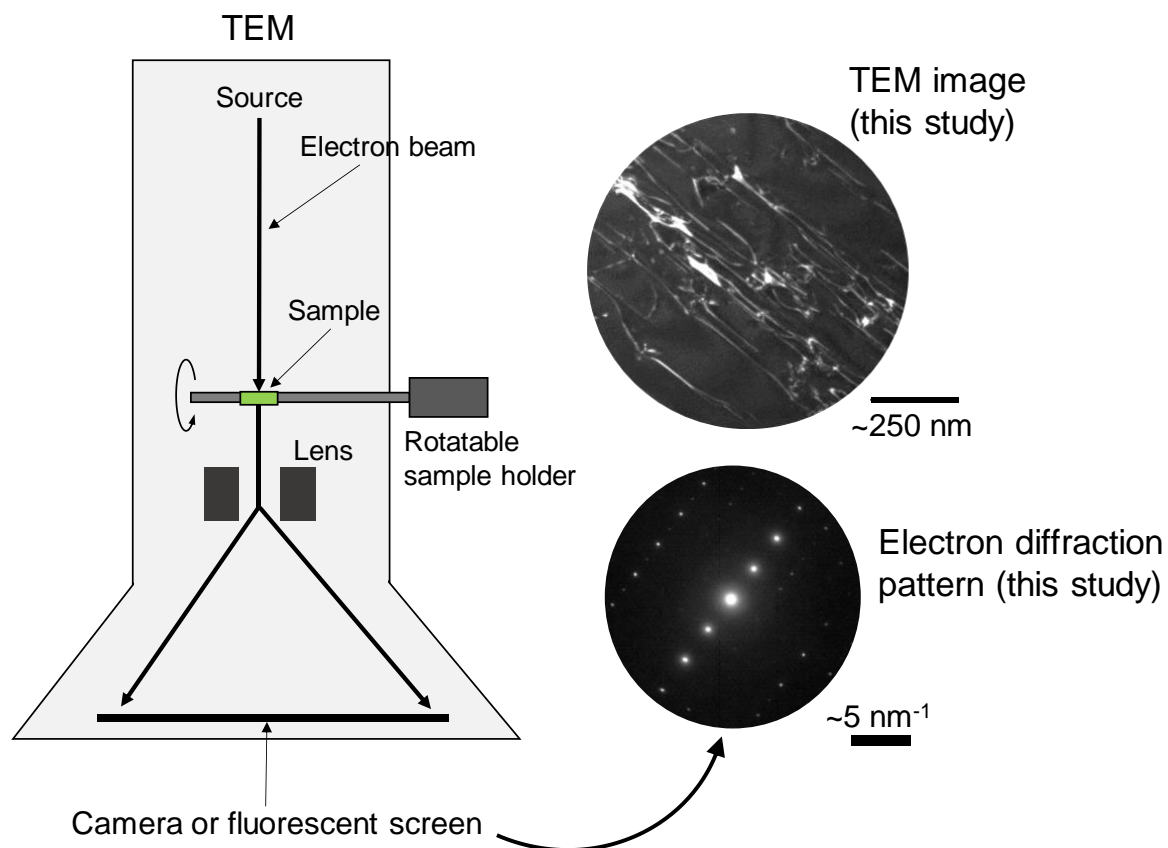 TEM
Source
Electron beam
Sample
Lens
Rotatable
sample holder
Camera or fluorescent screen
TEM image
(this study)
~250 nm
Electron diffraction
pattern (this study)
~5 nm⁻¹